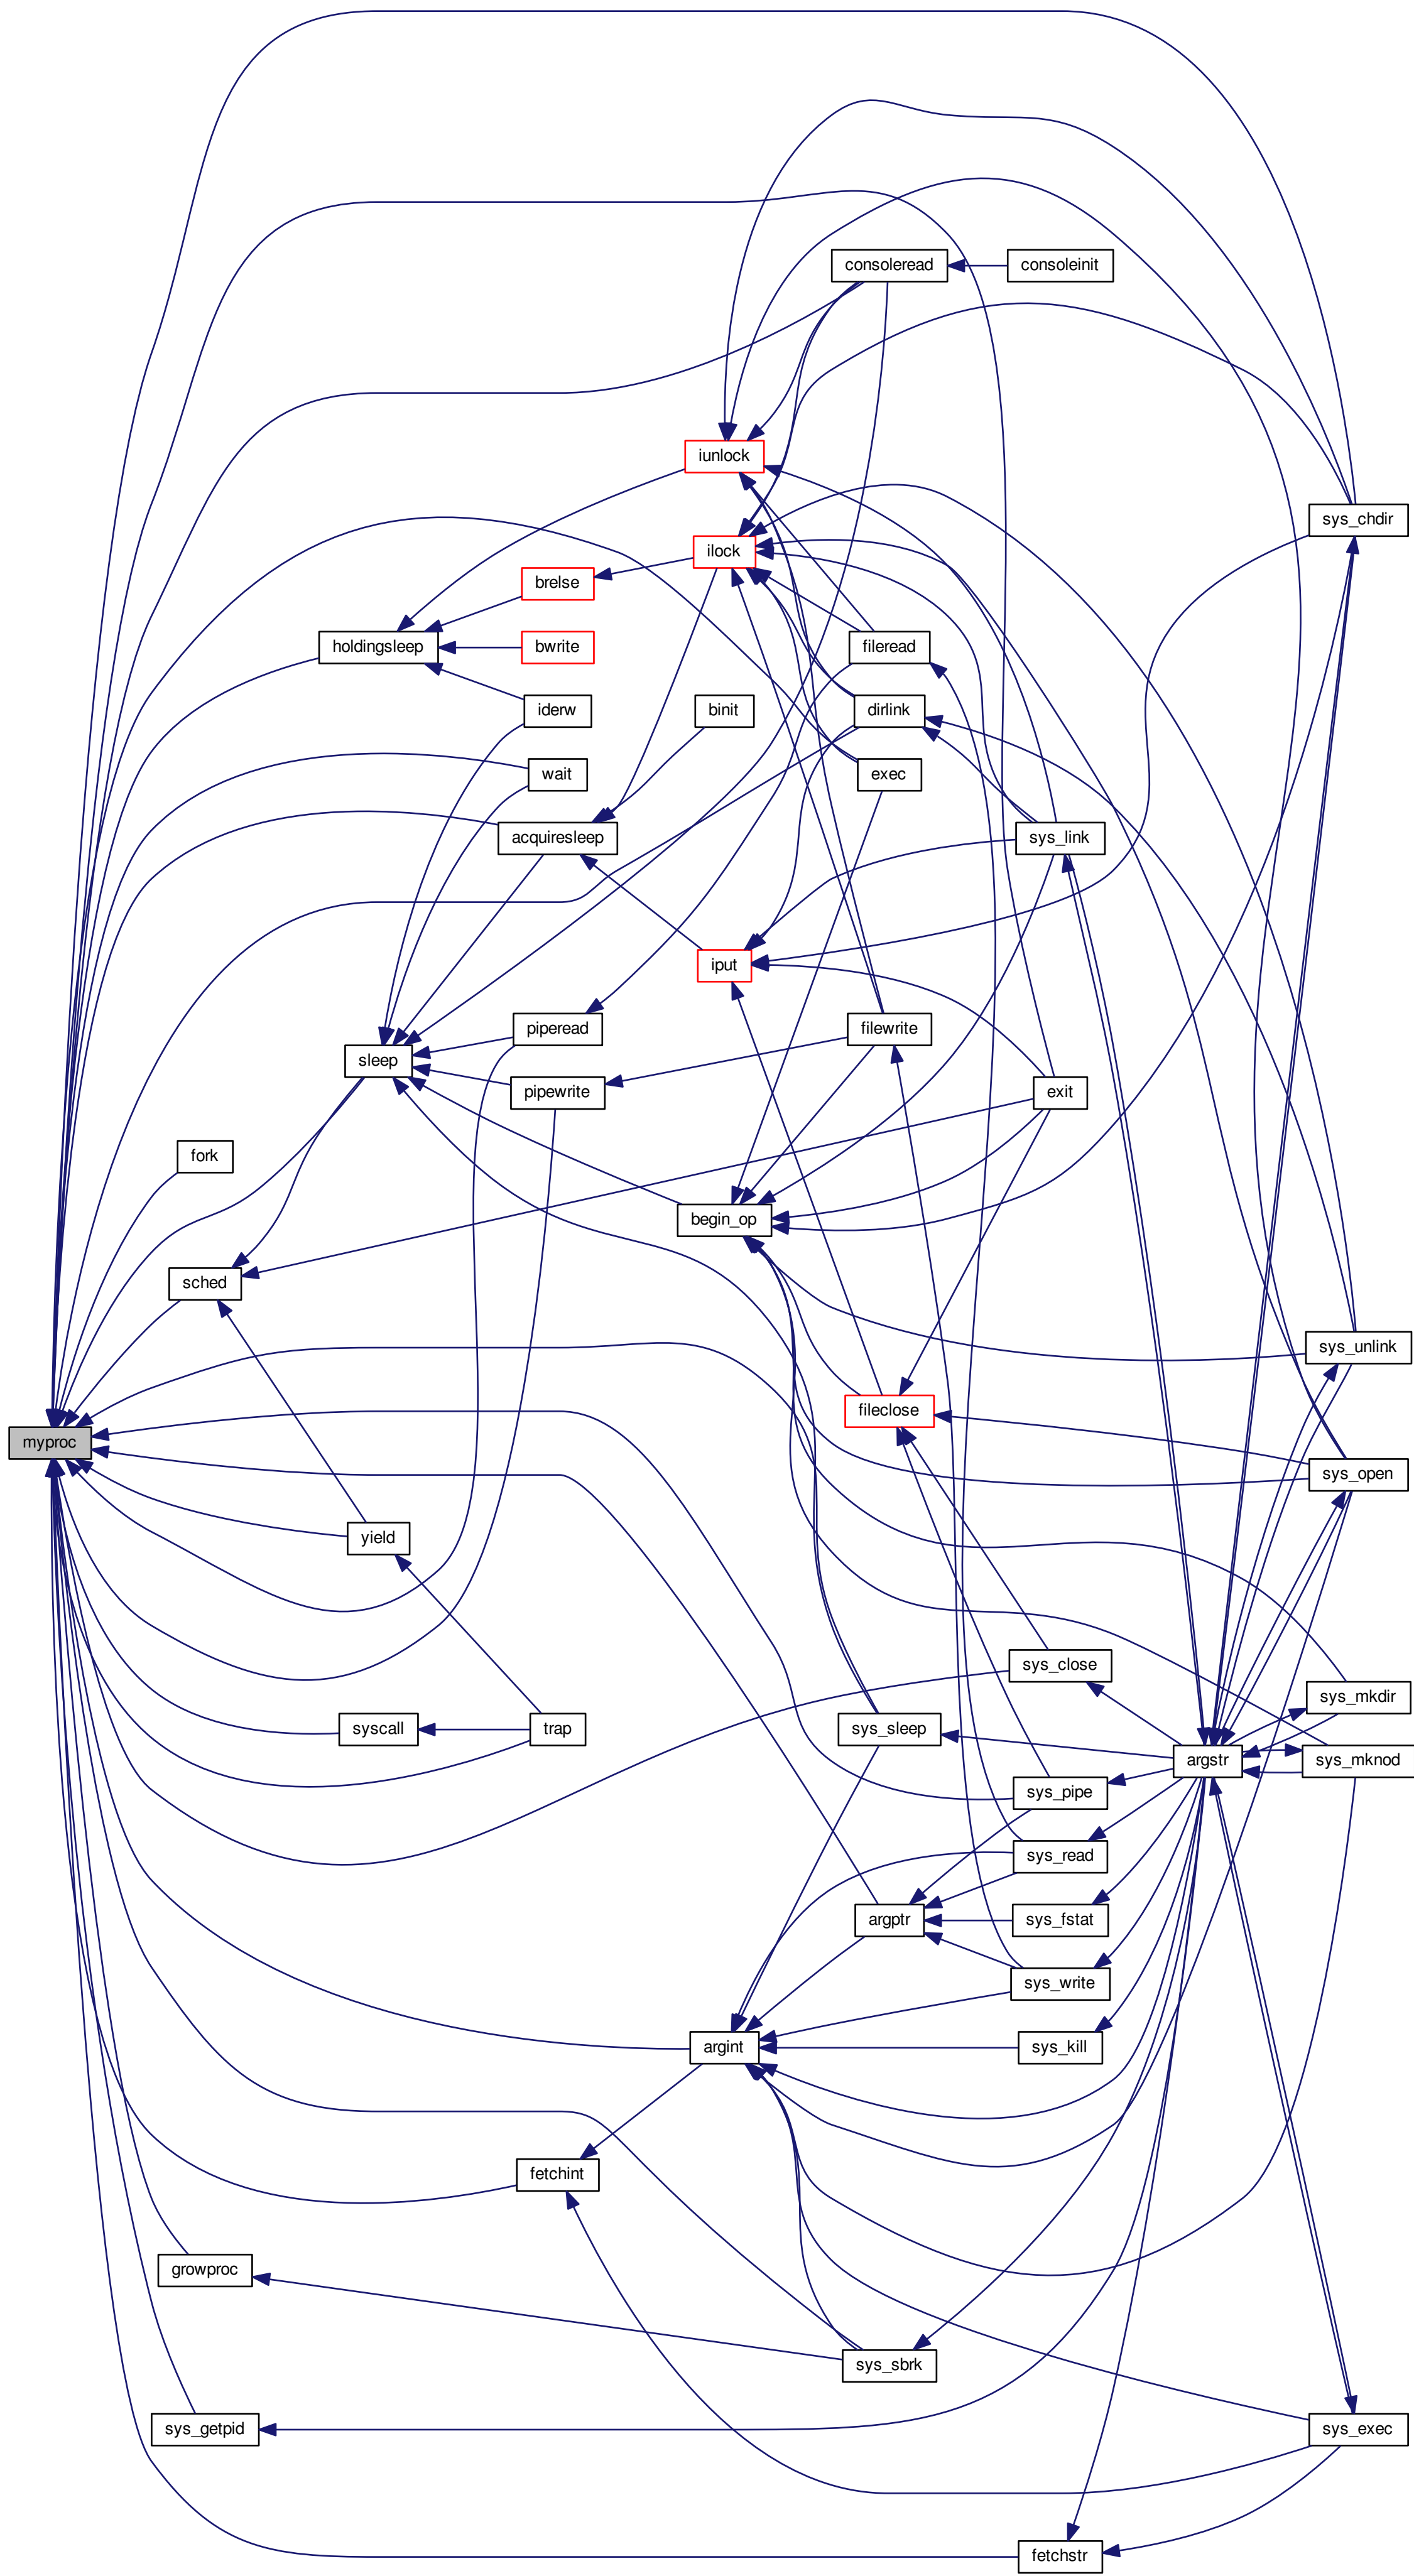 consoleread
consoleinit
iunlock
sys_chdir
ilock
brelse
holdingsleep
bwrite
fileread
iderw
binit
dirlink
wait
exec
acquiresleep
sys_link
iput
piperead
filewrite
sleep
pipewrite
exit
fork
begin_op
sched
sys_unlink
fileclose
myproc
sys_open
yield
sys_close
sys_mkdir
syscall
trap
sys_sleep
argstr
sys_mknod
sys_pipe
sys_read
argptr
sys_fstat
sys_write
argint
sys_kill
fetchint
growproc
sys_sbrk
sys_getpid
sys_exec
fetchstr